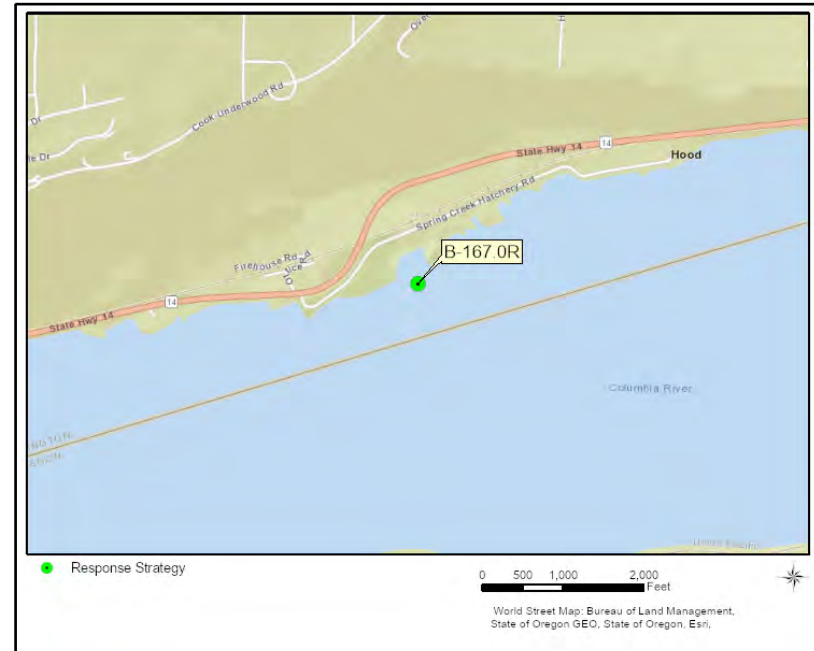 Cook Underwood Rd
State Hwy 14
14
Hood
Spring Creek Hatchery Rd
B-167.0R
Firehouse Rd
14
State Hwy 14
Columbia River
Response Strategy
0 500 1,000 2,000
Feet
World Street Map: Bureau of Land Management,
State of Oregon GEO, State of Oregon, Esri,